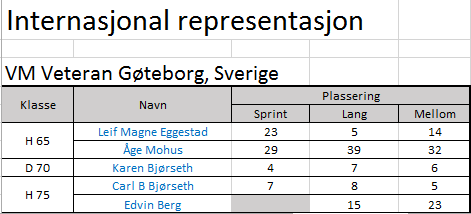 Internasjonal representasjon
VM Veteran Gøteborg, Sverige
Klasse Navn Plassering
Sprint Lang Mellom
H 65 Leif Magne Eggestad 23 5 14
Åge Mohus 29 39 32
D 70 Karen Bjørseth 4 7 6
H 75 Carl B Bjørseth 7 8 5
Edvin Berg 15 23